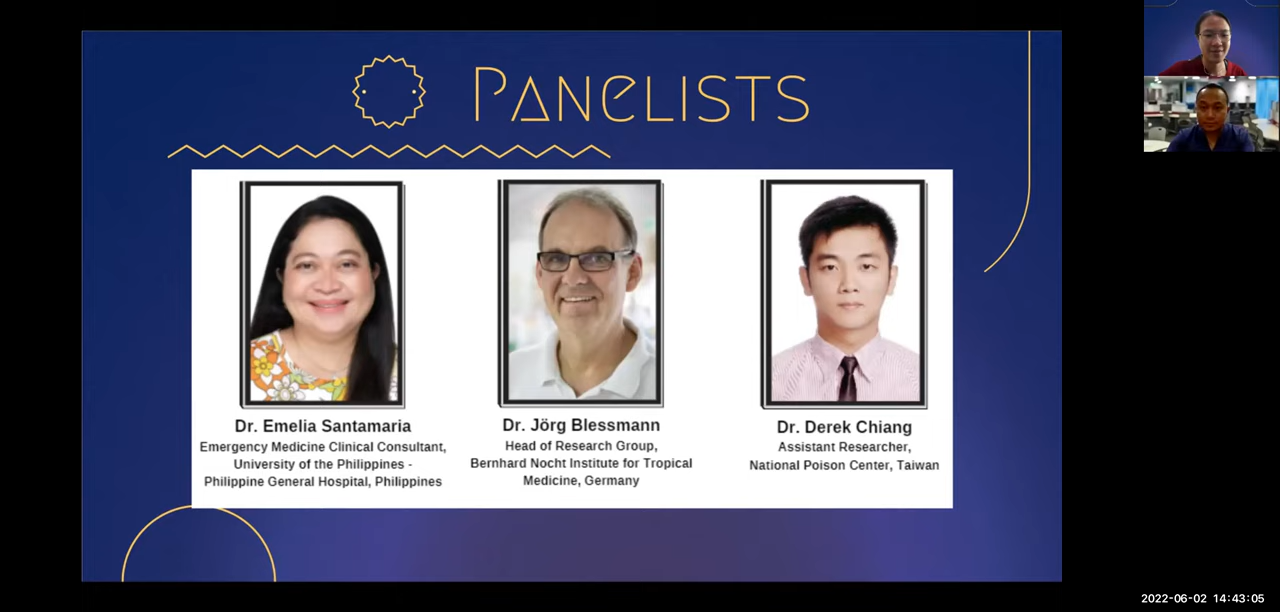 PANELISTS
Dr. Emelia Santamaria
Emergency Medicine Clinical Consultant,
University of the Philippines -
Philippine General Hospital, Philippines
Dr. Jörg Blessmann
Head of Research Group,
Bernhard Nocht Institute for Tropical
Medicine, Germany
Dr. Derek Chiang
Assistant Researcher,
National Poison Center, Taiwan
2022-06-02 14:43:05